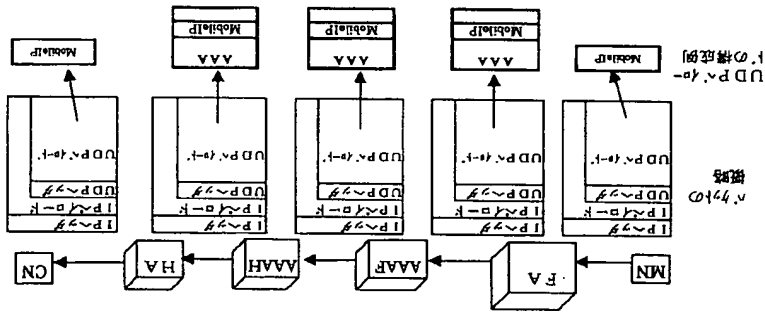 MN
FA
AAAF
AAAH
HA
CN
パケットの
概略
IPヘッダ
IPペイロード
UDPヘッダ
UDPペイロード
IPヘッダ
IPペイロード
UDPヘッダ
UDPペイロード
IPヘッダ
IPペイロード
UDPヘッダ
UDPペイロード
IPヘッダ
IPペイロード
UDPヘッダ
UDPペイロード
IPヘッダ
IPペイロード
UDPヘッダ
UDPペイロード
UDPペイロー
ドの構成例
MobileIP
AAA
MobileIP
AAA
MobileIP
AAA
MobileIP
MobileIP